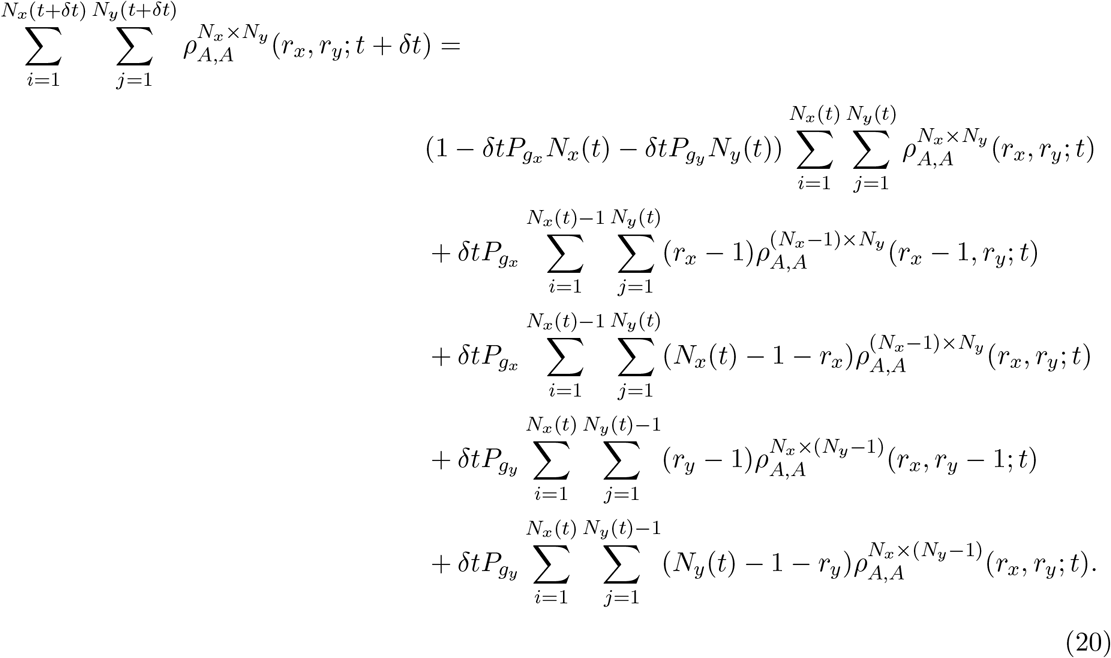 \sum_{i=1}^{N_x(t+\delta t)} \sum_{j=1}^{N_y(t+\delta t)} \rho_{A,A}^{N_x \times N_y}(r_x, r_y; t + \delta t) =
(1 - \delta t P_{g_x} N_x(t) - \delta t P_{g_y} N_y(t)) \sum_{i=1}^{N_x(t)} \sum_{j=1}^{N_y(t)} \rho_{A,A}^{N_x \times N_y}(r_x, r_y; t)
+ \delta t P_{g_x} \sum_{i=1}^{N_x(t)-1} \sum_{j=1}^{N_y(t)} (r_x - 1) \rho_{A,A}^{(N_x-1) \times N_y}(r_x - 1, r_y; t)
+ \delta t P_{g_x} \sum_{i=1}^{N_x(t)-1} \sum_{j=1}^{N_y(t)} (N_x(t) - 1 - r_x) \rho_{A,A}^{(N_x-1) \times N_y}(r_x, r_y; t)
+ \delta t P_{g_y} \sum_{i=1}^{N_x(t)} \sum_{j=1}^{N_y(t)-1} (r_y - 1) \rho_{A,A}^{N_x \times (N_y-1)}(r_x, r_y - 1; t)
+ \delta t P_{g_y} \sum_{i=1}^{N_x(t)} \sum_{j=1}^{N_y(t)-1} (N_y(t) - 1 - r_y) \rho_{A,A}^{N_x \times (N_y-1)}(r_x, r_y; t).
(20)